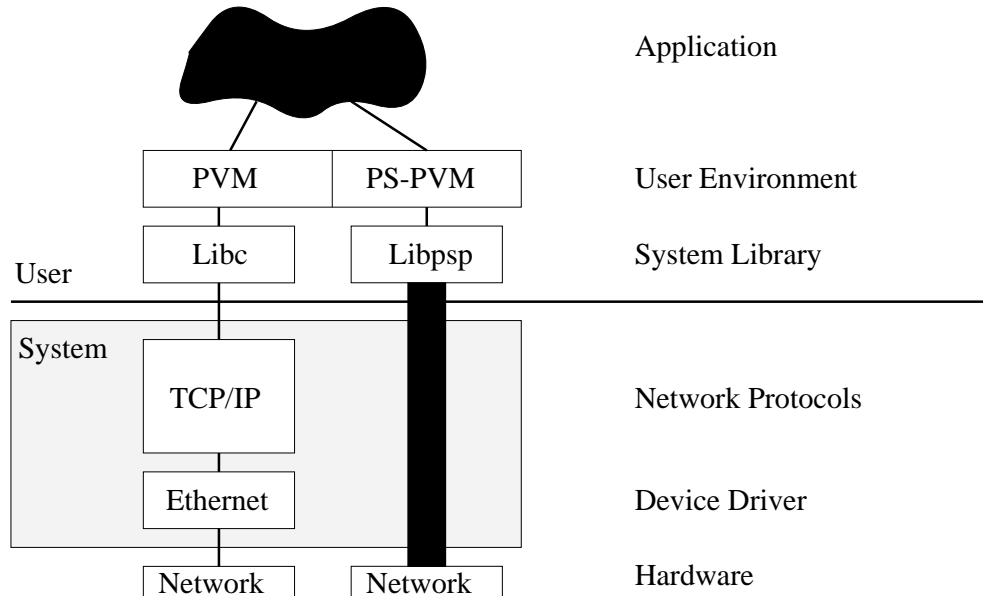 Application
PVM PS-PVM User Environment
Libc Libpsp System Library
User
System
TCP/IP Network Protocols
Ethernet Device Driver
Network Network Hardware